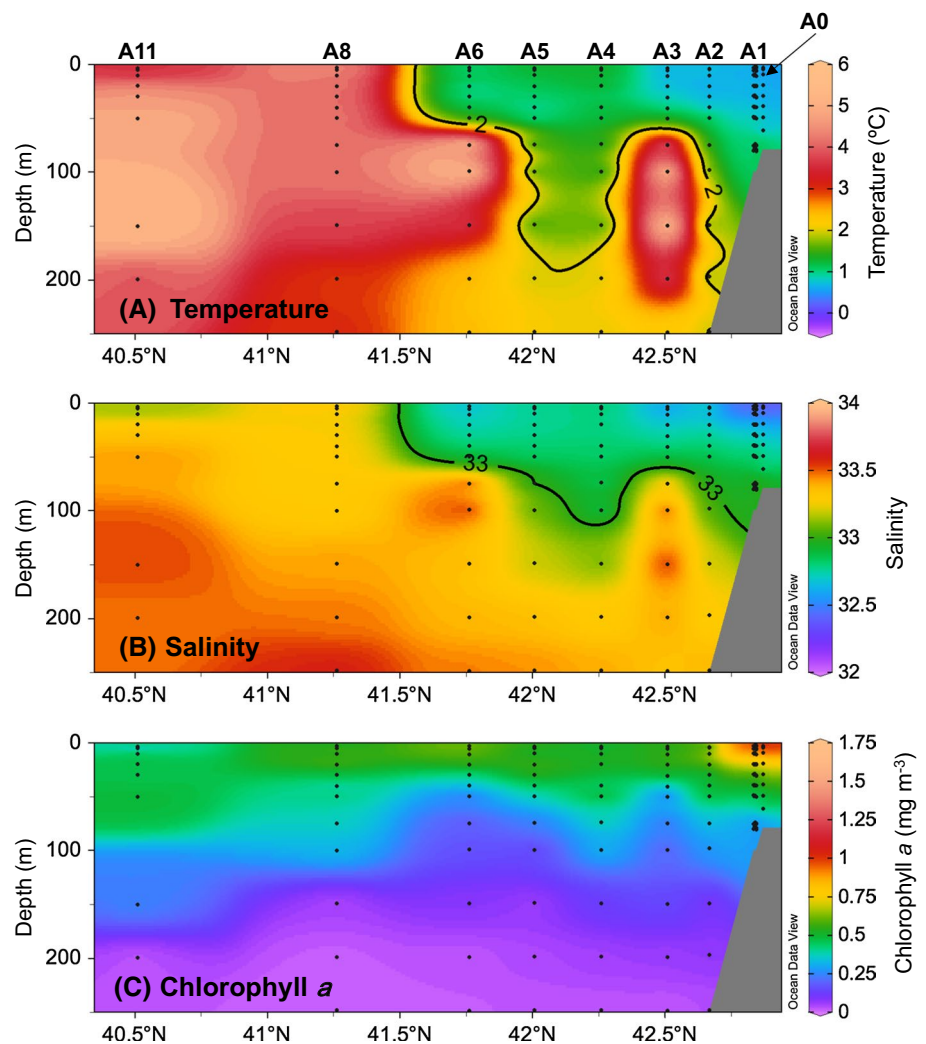 A0
A11 A8 A6 A5 A4 A3 A2 A1
0
100
200
Depth (m)
2
2
(A) Temperature
Ocean Data View
40.5°N 41°N 41.5°N 42°N 42.5°N
6
5
4
3
2
1
0
Temperature (ºC)
0
100
200
Depth (m)
33
33
(B) Salinity
Ocean Data View
40.5°N 41°N 41.5°N 42°N 42.5°N
34
33.5
33
32.5
32
Salinity
0
100
200
Depth (m)
(C) Chlorophyll a
Ocean Data View
40.5°N 41°N 41.5°N 42°N 42.5°N
1.75
1.5
1.25
1
0.75
0.5
0.25
0
Chlorophyll a (mg m⁻³)